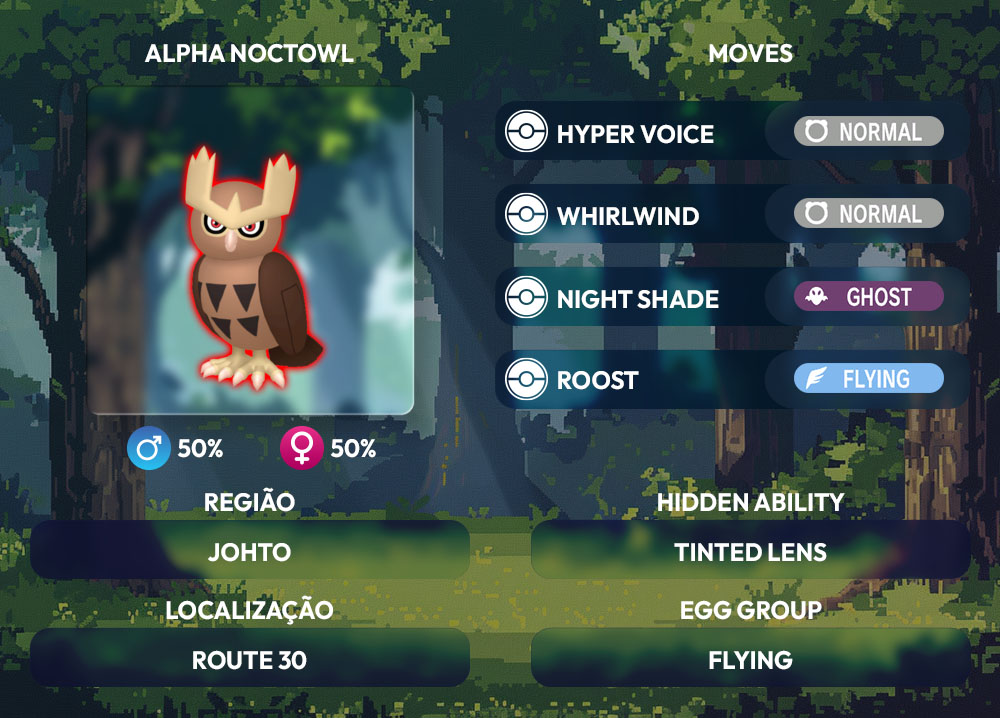 ALPHA NOCTOWL
50%
50%
REGIÃO
JOHTO
LOCALIZAÇÃO
ROUTE 30
MOVES
HYPER VOICE NORMAL
WHIRLWIND NORMAL
NIGHT SHADE GHOST
ROOST FLYING
HIDDEN ABILITY
TINTED LENS
EGG GROUP
FLYING